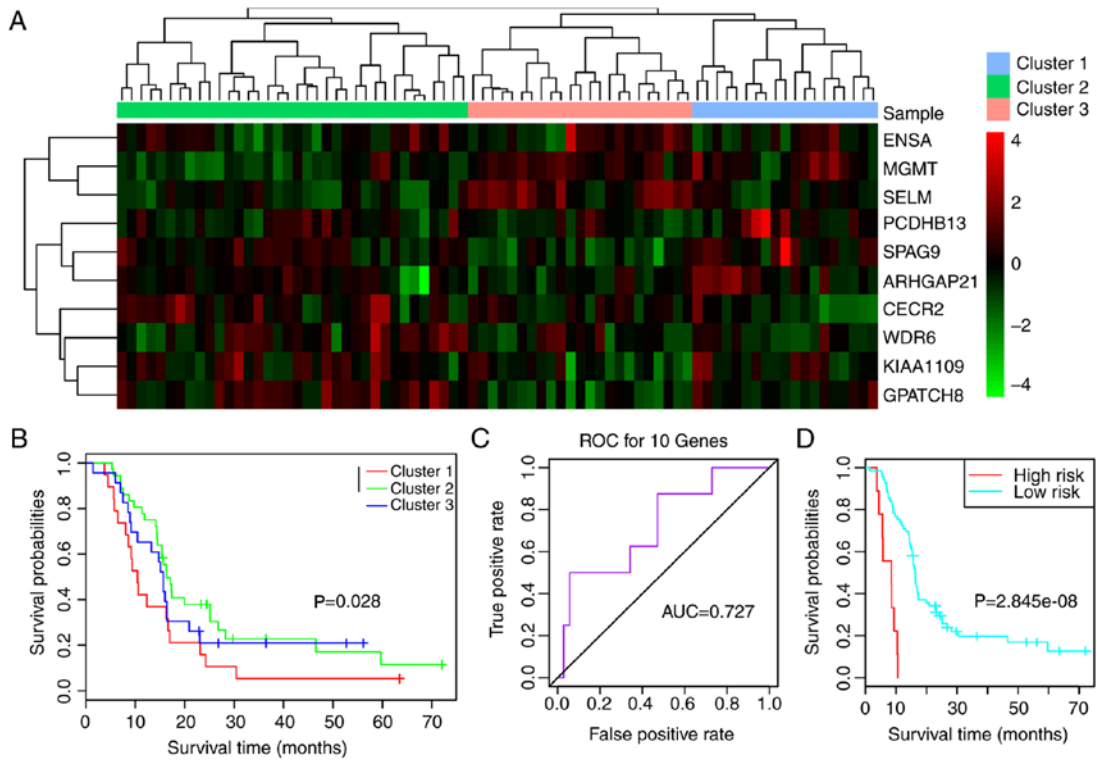 A
Cluster 1
Cluster 2
Cluster 3
Sample
ENSA
MGMT
SELM
PCDHB13
SPAG9
ARHGAP21
CECR2
WDR6
KIAA1109
GPATCH8
4
2
0
−2
−4
B
Survival probabilities
1.0
0.8
0.6
0.4
0.2
0.0
Cluster 1
Cluster 2
Cluster 3
P=0.028
0 10 20 30 40 50 60 70
Survival time (months)
C
ROC for 10 Genes
True positive rate
1.0
0.8
0.6
0.4
0.2
0.0
AUC=0.727
0.0 0.2 0.4 0.6 0.8 1.0
False positive rate
D
Survival probabilities
1.0
0.8
0.6
0.4
0.2
0.0
High risk
Low risk
P=2.845e-08
0 10 20 30 40 50 60 70
Survival time (months)